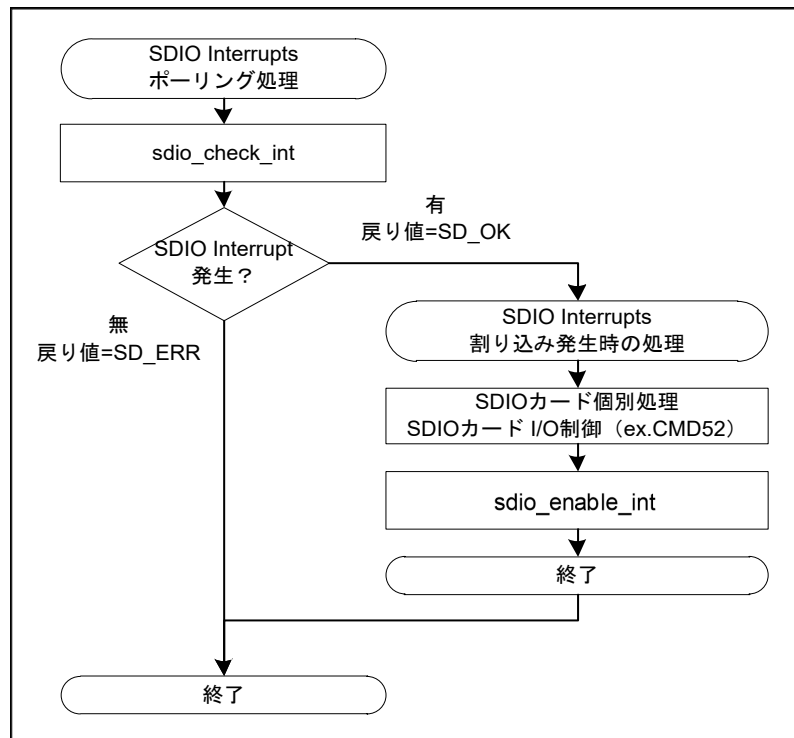 SDIO Interrupts
ポーリング処理
sdio_check_int
SDIO Interrupt
発生？
有
戻り値=SD_OK
無
戻り値=SD_ERR
SDIO Interrupts
割り込み発生時の処理
SDIOカード個別処理
SDIOカード I/O制御（ex.CMD52）
sdio_enable_int
終了
終了